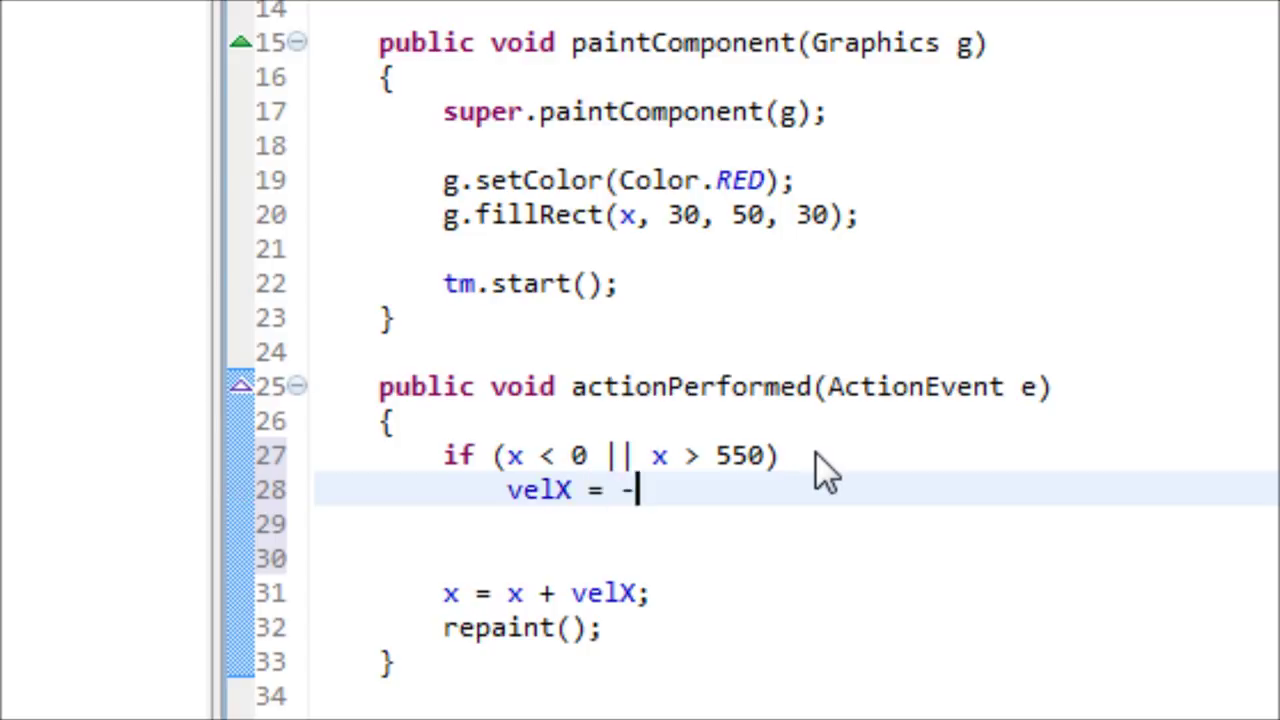 14
15 public void paintComponent(Graphics g)
16 {
17 super.paintComponent(g);
18
19 g.setColor(Color.RED);
20 g.fillRect(x, 30, 50, 30);
21
22 tm.start();
23 }
24
25 public void actionPerformed(ActionEvent e)
26 {
27 if (x < 0 || x > 550)
28 velX = -
29
30
31 x = x + velX;
32 repaint();
33 }
34